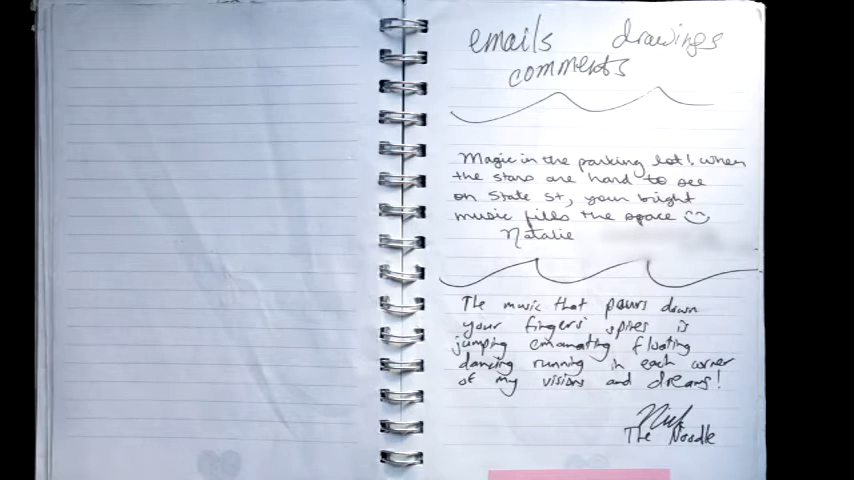 emails drawings
comments
Magic in the parking lot! when
the stars are hard to see
on State St, your bright
music fills the space
Natalie
The music that pours down
your fingers' spires is
jumping emanating floating
dancing running in each corner
of my visions and dreams!
Nick
The Noodle